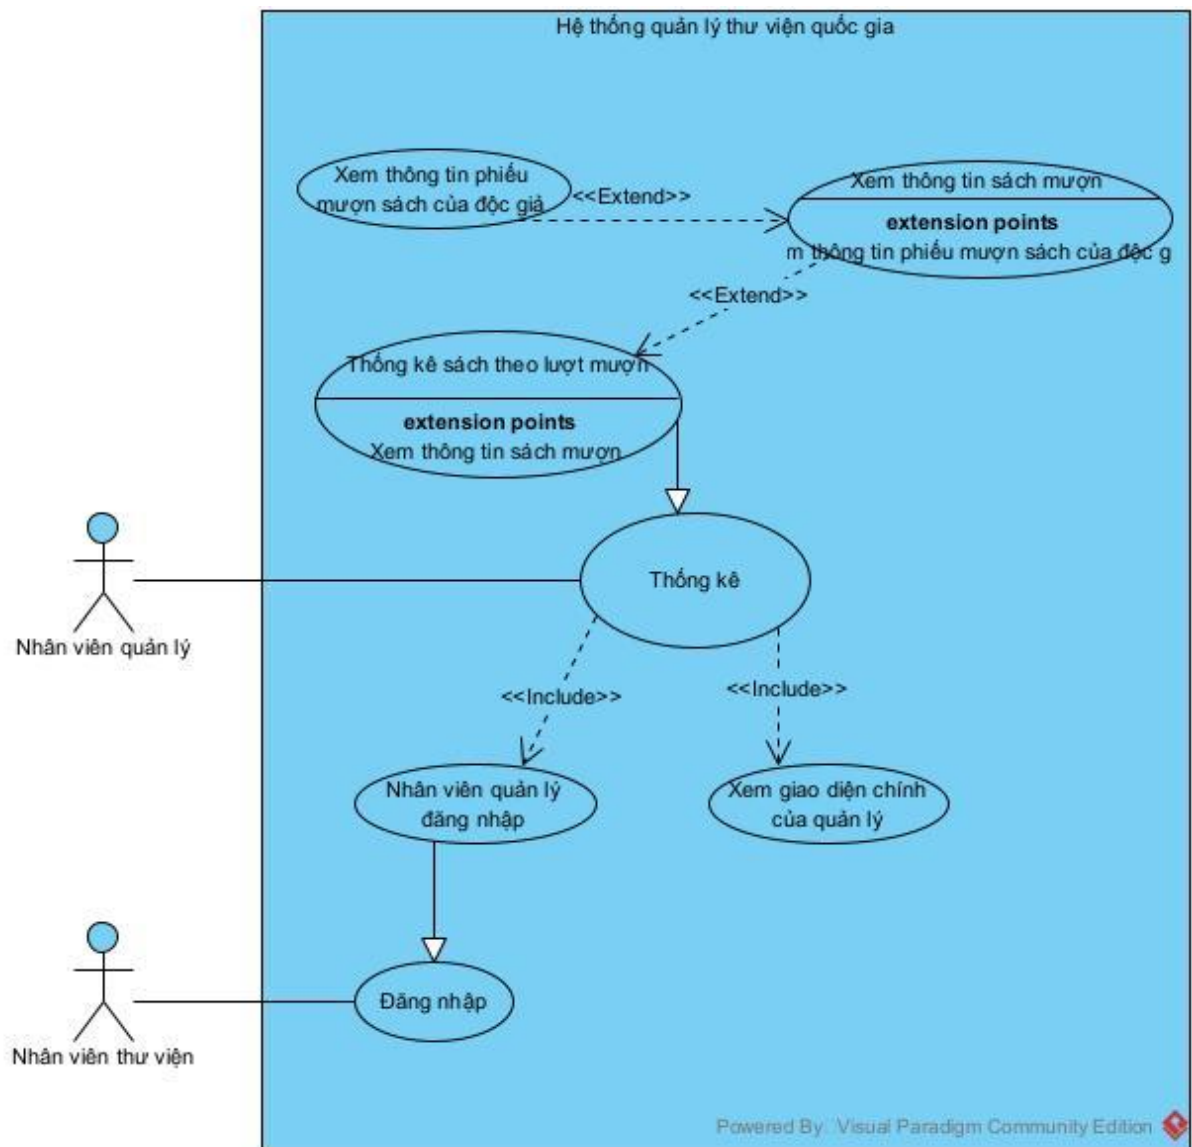 Hệ thống quản lý thư viện quốc gia
Xem thông tin phiếu
mượn sách của độc giả
<<Extend>>
Xem thông tin sách mượn
extension points
m thông tin phiếu mượn sách của độc g
<<Extend>>
Thống kê sách theo lượt mượn
extension points
Xem thông tin sách mượn
Thống kê
Nhân viên quản lý
<<Include>>
<<Include>>
Nhân viên quản lý
đăng nhập
Xem giao diện chính
của quản lý
Đăng nhập
Nhân viên thư viện
Powered By Visual Paradigm Community Edition